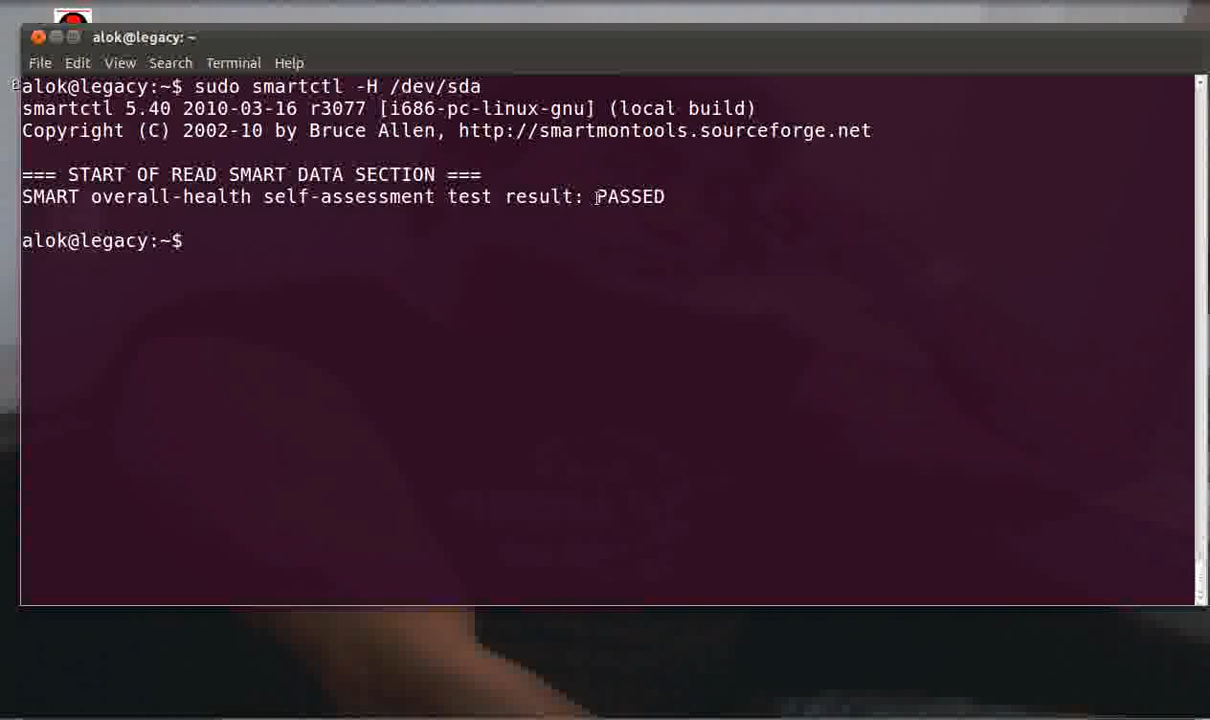 alok@legacy: ~
File Edit View Search Terminal Help
alok@legacy:~$ sudo smartctl -H /dev/sda
smartctl 5.40 2010-03-16 r3077 [i686-pc-linux-gnu] (local build)
Copyright (C) 2002-10 by Bruce Allen, http://smartmontools.sourceforge.net
=== START OF READ SMART DATA SECTION ===
SMART overall-health self-assessment test result: PASSED
alok@legacy:~$